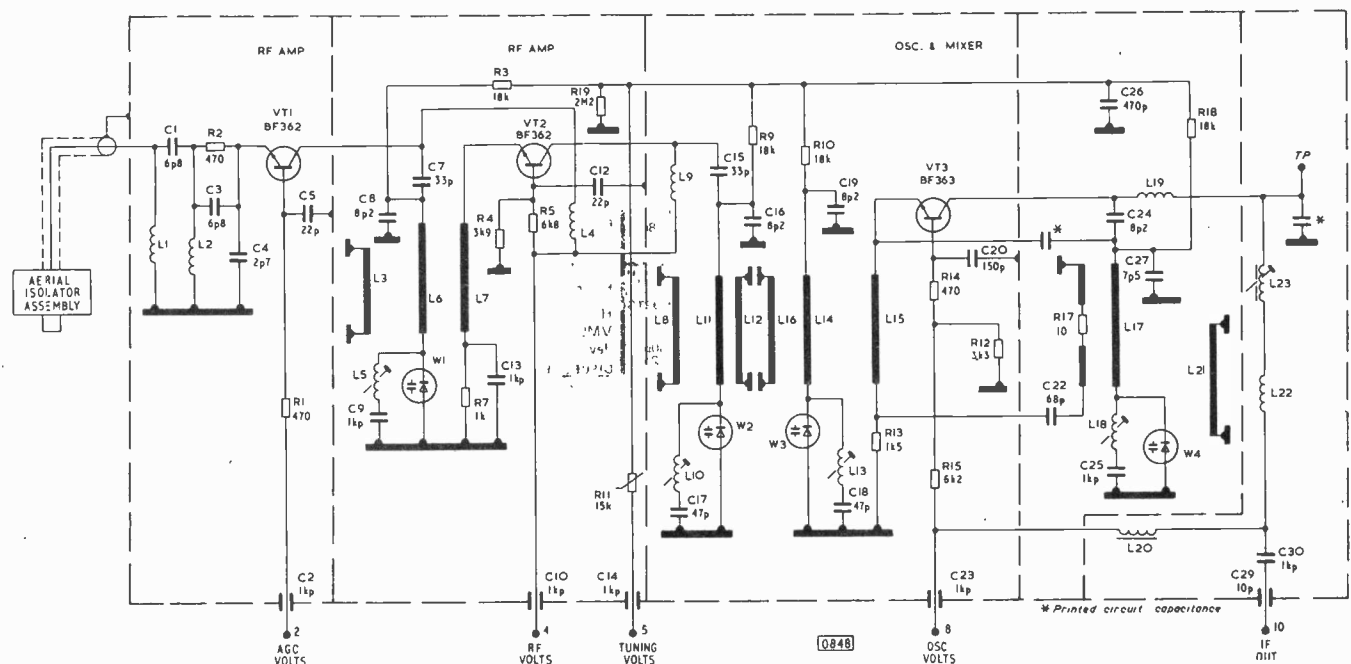 RF AMP
RF AMP
OSC. & MIXER
R3
18k
R19
2M2
C26
470p
R18
18k
VT1
BF362
VT2
BF362
R9
18k
R10
18k
C1
6p8
R2
470
C7
33p
C12
22p
L9
C15
33p
C19
8p2
VT3
BF363
L19
TP
C3
6p8
C5
22p
C8
8p2
R4
3k9
R5
6k8
L4
C16
8p2
C24
8p2
*
*
L1
L2
C4
2p7
L3
L6
L7
C20
150p
R14
470
C27
7p5
L23
AERIAL
ISOLATOR
ASSEMBLY
L8
L11
L12
L16
L14
L15
R17
10
L17
R12
3k3
L5
W1
C13
1kp
R7
1k
C9
1kp
R1
470
C22
68p
L21
L22
W2
W3
R13
1k5
L18
W4
L10
L13
R11
15k
C17
47p
C18
47p
R15
6k2
C25
1kp
L20
C2
1kp
C10
1kp
C14
1kp
C23
1kp
C30
1kp
C29
10p
* Printed circuit capacitance
2
AGC
VOLTS
4
RF
VOLTS
5
TUNING
VOLTS
0848
8
OSC
VOLTS
10
IF
OUT